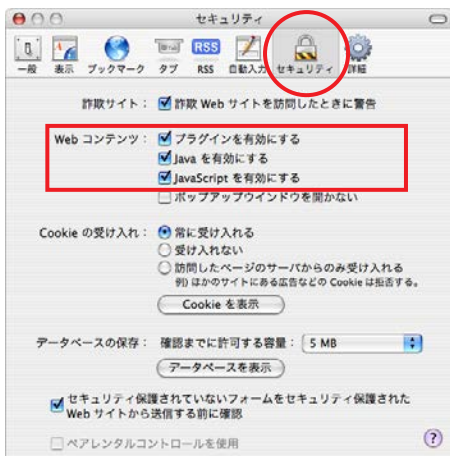 セキュリティ
一般 表示 ブックマーク タブ RSS 自動入力 セキュリティ 詳細
RSS
詐欺サイト： 詐欺 Web サイトを訪問したときに警告
Web コンテンツ： プラグインを有効にする
Java を有効にする
JavaScript を有効にする
ポップアップウインドウを開かない
Cookie の受け入れ： 常に受け入れる
受け入れない
訪問したページのサーバからのみ受け入れる
例) ほかのサイトにある広告などの Cookie は拒否する。
Cookie を表示
データベースの保存： 確認までに許可する容量： 5 MB
データベースを表示
セキュリティ保護されていないフォームをセキュリティ保護された
Web サイトから送信する前に確認
ペアレンタルコントロールを使用
?